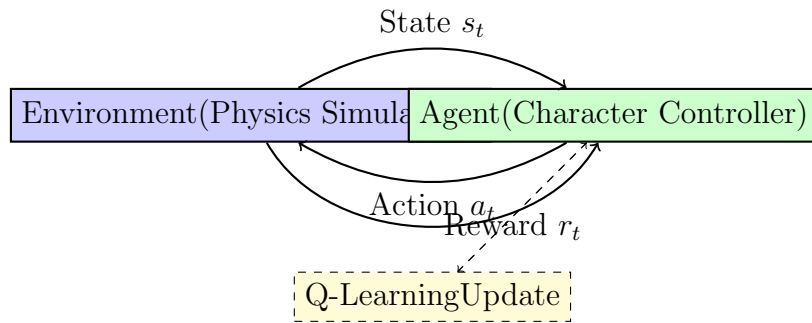 State s_t
Environment(Physics Simula
Agent(Character Controller)
Action a_t
Reward r_t
Q-LearningUpdate